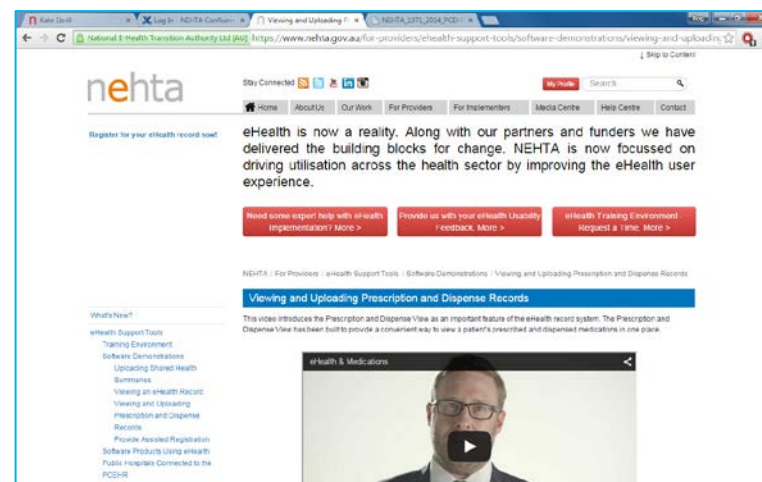 Kate David
Log In - NEHTA Conflue
Viewing and Uploading P
NEHTA_1371_2014_PCEH
National E-Health Transition Authority Ltd [AU] https://www.nehta.gov.au/for-providers/ehealth-support-tools/software-demonstrations/viewing-and-uploading
↓ Skip to Content
nehta
Stay Connected
My Profile Search
Home About Us Our Work For Providers For Implementers Media Centre Help Centre Contact
Register for your eHealth record now!
eHealth is now a reality. Along with our partners and funders we have
delivered the building blocks for change. NEHTA is now focussed on
driving utilisation across the health sector by improving the eHealth user
experience.
Need some expert help with eHealth
Implementation? More >
Provide us with your eHealth Usability
Feedback. More >
eHealth Training Environment -
Request a Time. More >
NEHTA / For Providers / eHealth Support Tools / Software Demonstrations / Viewing and Uploading Prescription and Dispense Records
Viewing and Uploading Prescription and Dispense Records
This video introduces the Prescription and Dispense View as an important feature of the eHealth record system. The Prescription and
Dispense View has been built to provide a convenient way to view a patient's prescribed and dispensed medications in one place.
What's New?
eHealth Support Tools
Training Environment
Software Demonstrations
Uploading Shared Health
Summaries
Viewing an eHealth Record
Viewing and Uploading
Prescription and Dispense
Records
Provide Assisted Registration
Software Products Using eHealth
Public Hospitals Connected to the
PCEHR
eHealth & Medications